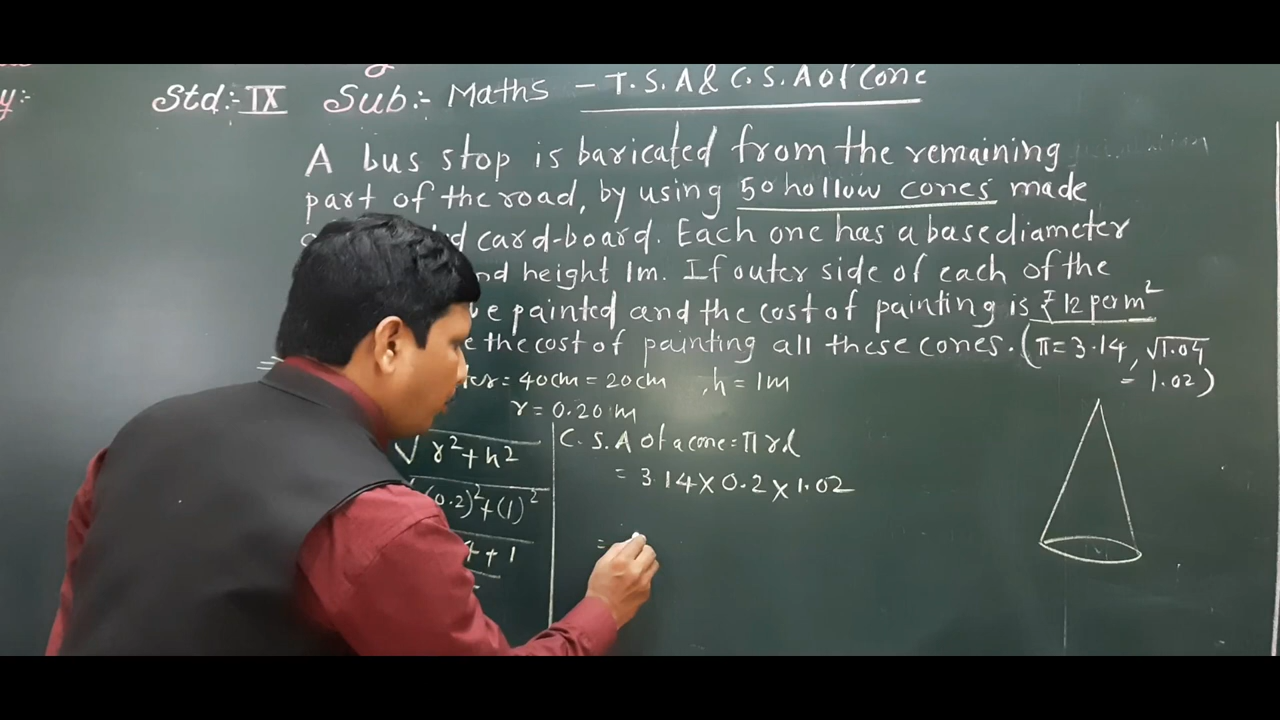 y:-
Std:- IX Sub:- Maths - T.S.A & C.S.A of Cone
A bus stop is baricated from the remaining
part of the road, by using 50 hollow cones made
card-board. Each one has a base diameter
nd height 1m. If outer side of each of the
e painted and the cost of painting is ₹12 per m²
e the cost of painting all these cones. (π = 3.14, √1.04
= 1.02)
= 40cm = 20cm , h = 1m
r = 0.20 m
√r²+h²
(0.2)²+(1)²
4 + 1
C.S.A of a cone = πrl
= 3.14 x 0.2 x 1.02
=